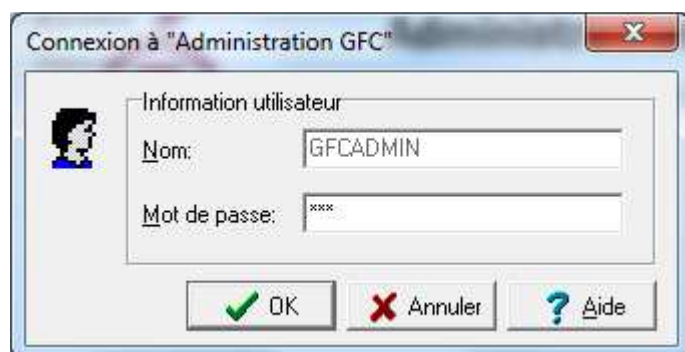 Connexion à "Administration GFC"
Information utilisateur
Nom:
GFCADMIN
Mot de passe:
***
OK
Annuler
Aide